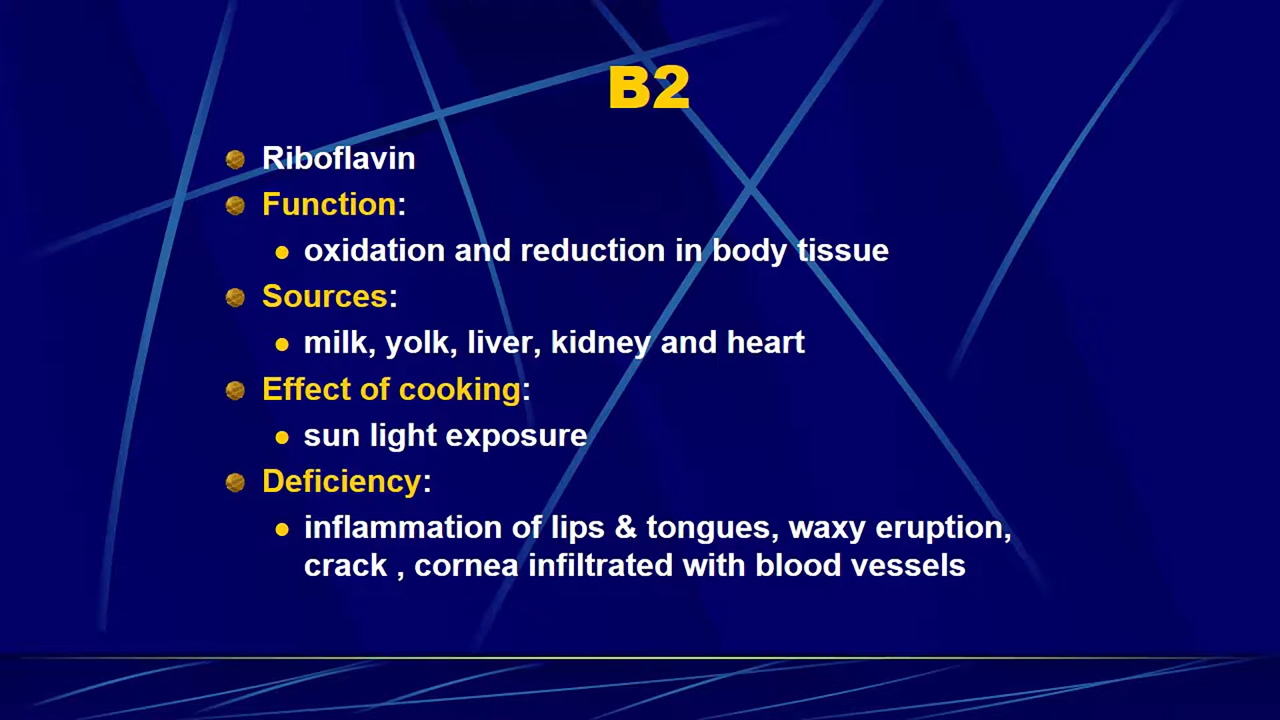 B2
Riboflavin
Function:
oxidation and reduction in body tissue
Sources:
milk, yolk, liver, kidney and heart
Effect of cooking:
sun light exposure
Deficiency:
inflammation of lips & tongues, waxy eruption,
crack , cornea infiltrated with blood vessels